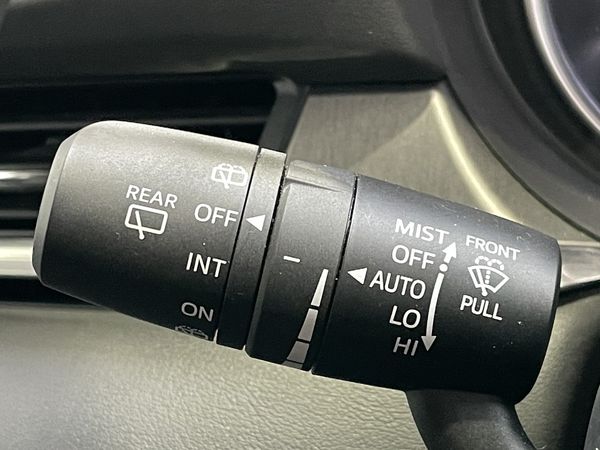 REAR
OFF
INT
ON
MIST
OFF
AUTO
LO
HI
FRONT
PULL